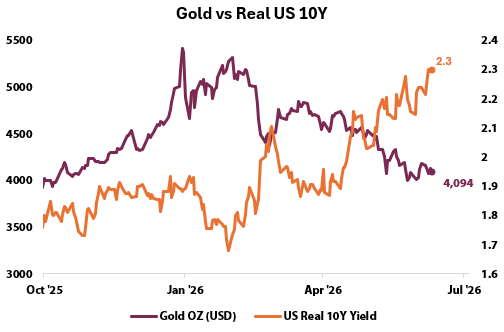 Gold vs Real US 10Y
5500
2.4
2.3
2.3
5000
2.2
2.1
4500
2
4000
4,094
1.9
1.8
3500
1.7
3000
1.6
Oct '25
Jan '26
Apr '26
Jul '26
Gold OZ (USD)
US Real 10Y Yield